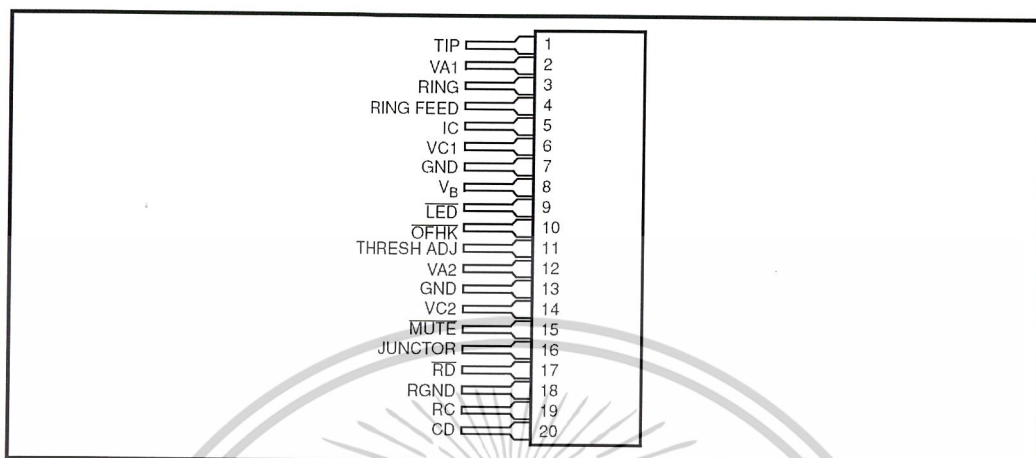 TIP 1
VA1 2
RING 3
RING FEED 4
IC 5
VC1 6
GND 7
VB 8
LED 9
OFHK 10
THRESH ADJ 11
VA2 12
GND 13
VC2 14
MUTE 15
JUNCTOR 16
RD 17
RGND 18
RC 19
CD 20